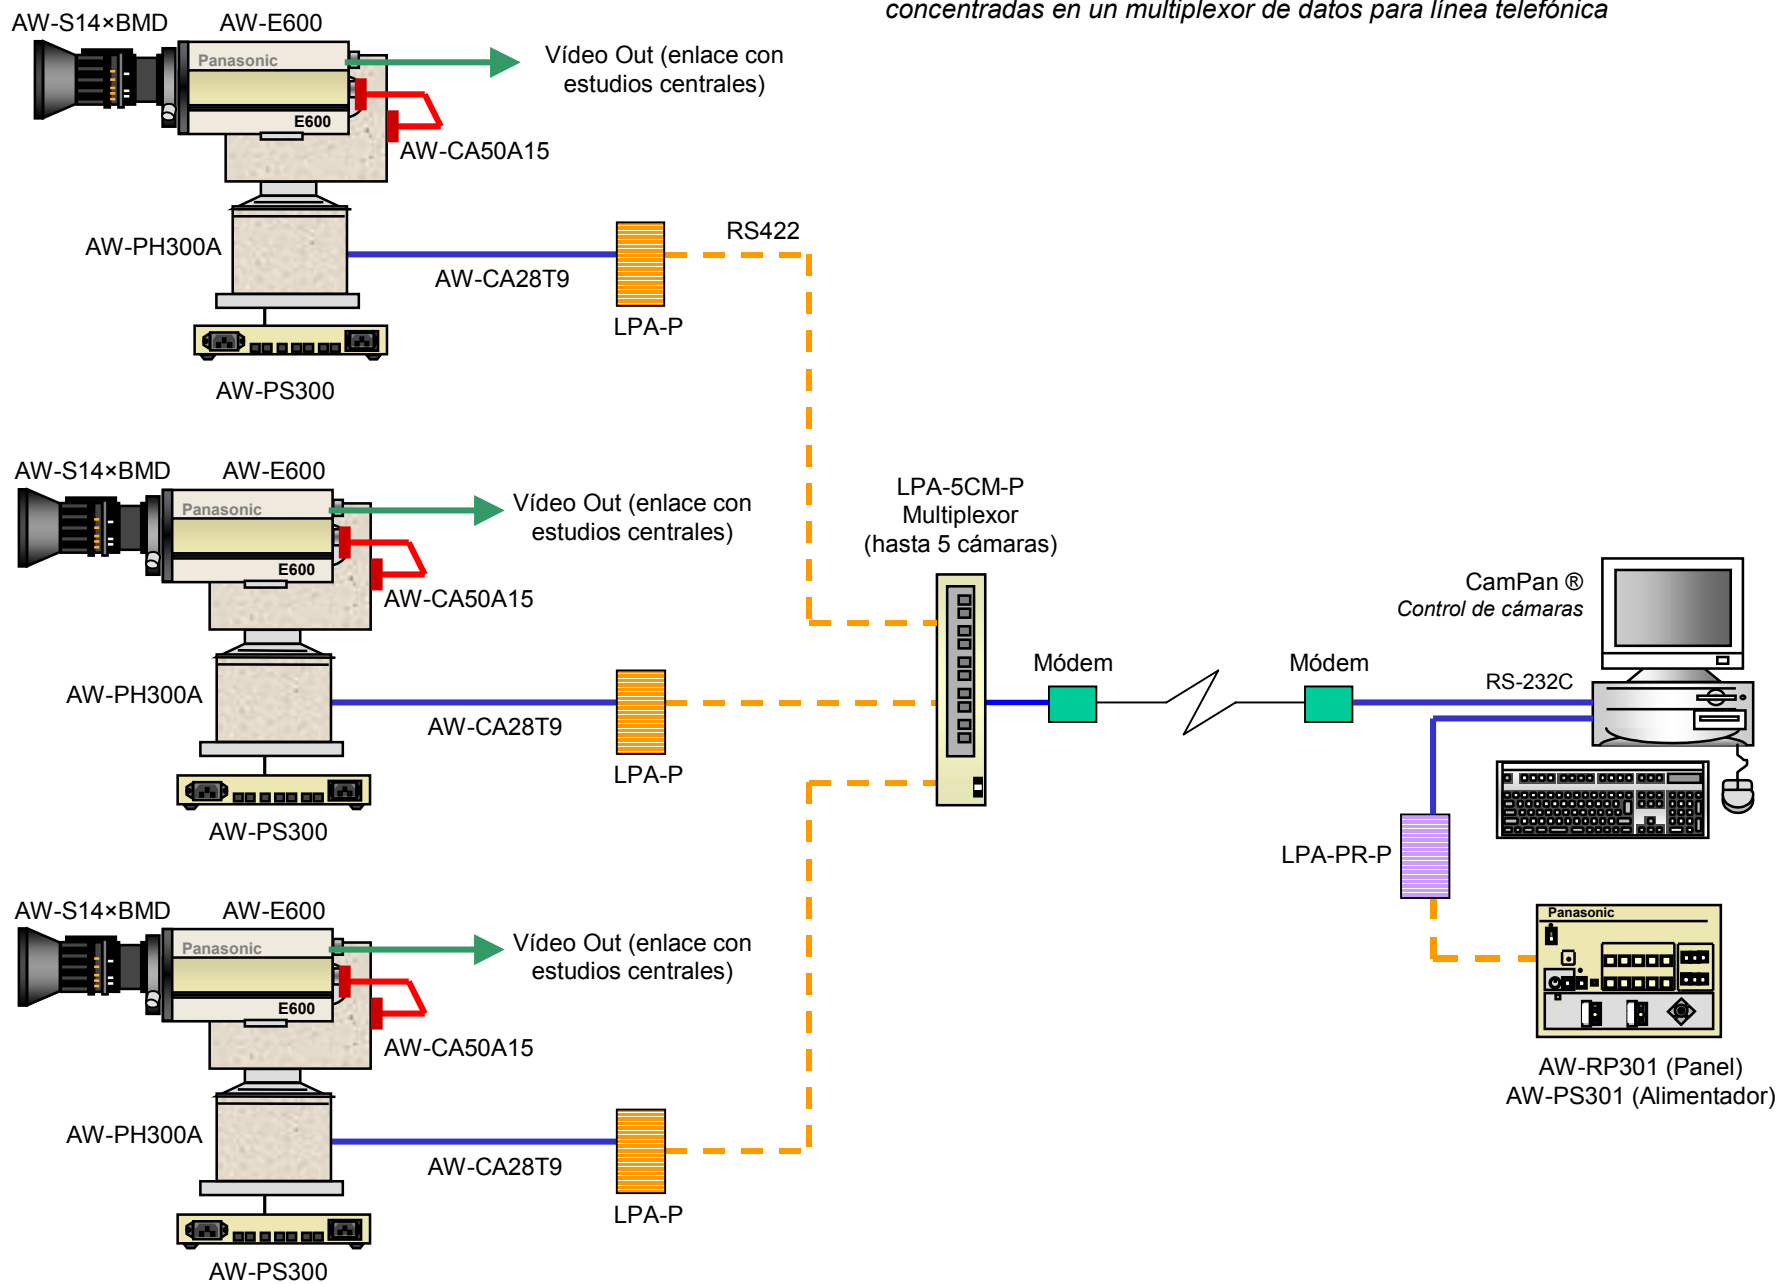 concentradas en un multiplexor de datos para línea telefónica
AW-S14×BMD
AW-E600
Panasonic
E600
Vídeo Out (enlace con
estudios centrales)
AW-CA50A15
AW-PH300A
AW-CA28T9
RS422
LPA-P
AW-PS300
AW-S14×BMD
AW-E600
Panasonic
E600
Vídeo Out (enlace con
estudios centrales)
AW-CA50A15
AW-PH300A
AW-CA28T9
LPA-P
AW-PS300
LPA-5CM-P
Multiplexor
(hasta 5 cámaras)
Módem
Módem
CamPan ®
Control de cámaras
RS-232C
LPA-PR-P
Panasonic
AW-RP301 (Panel)
AW-PS301 (Alimentador)
AW-S14×BMD
AW-E600
Panasonic
E600
Vídeo Out (enlace con
estudios centrales)
AW-CA50A15
AW-PH300A
AW-CA28T9
LPA-P
AW-PS300